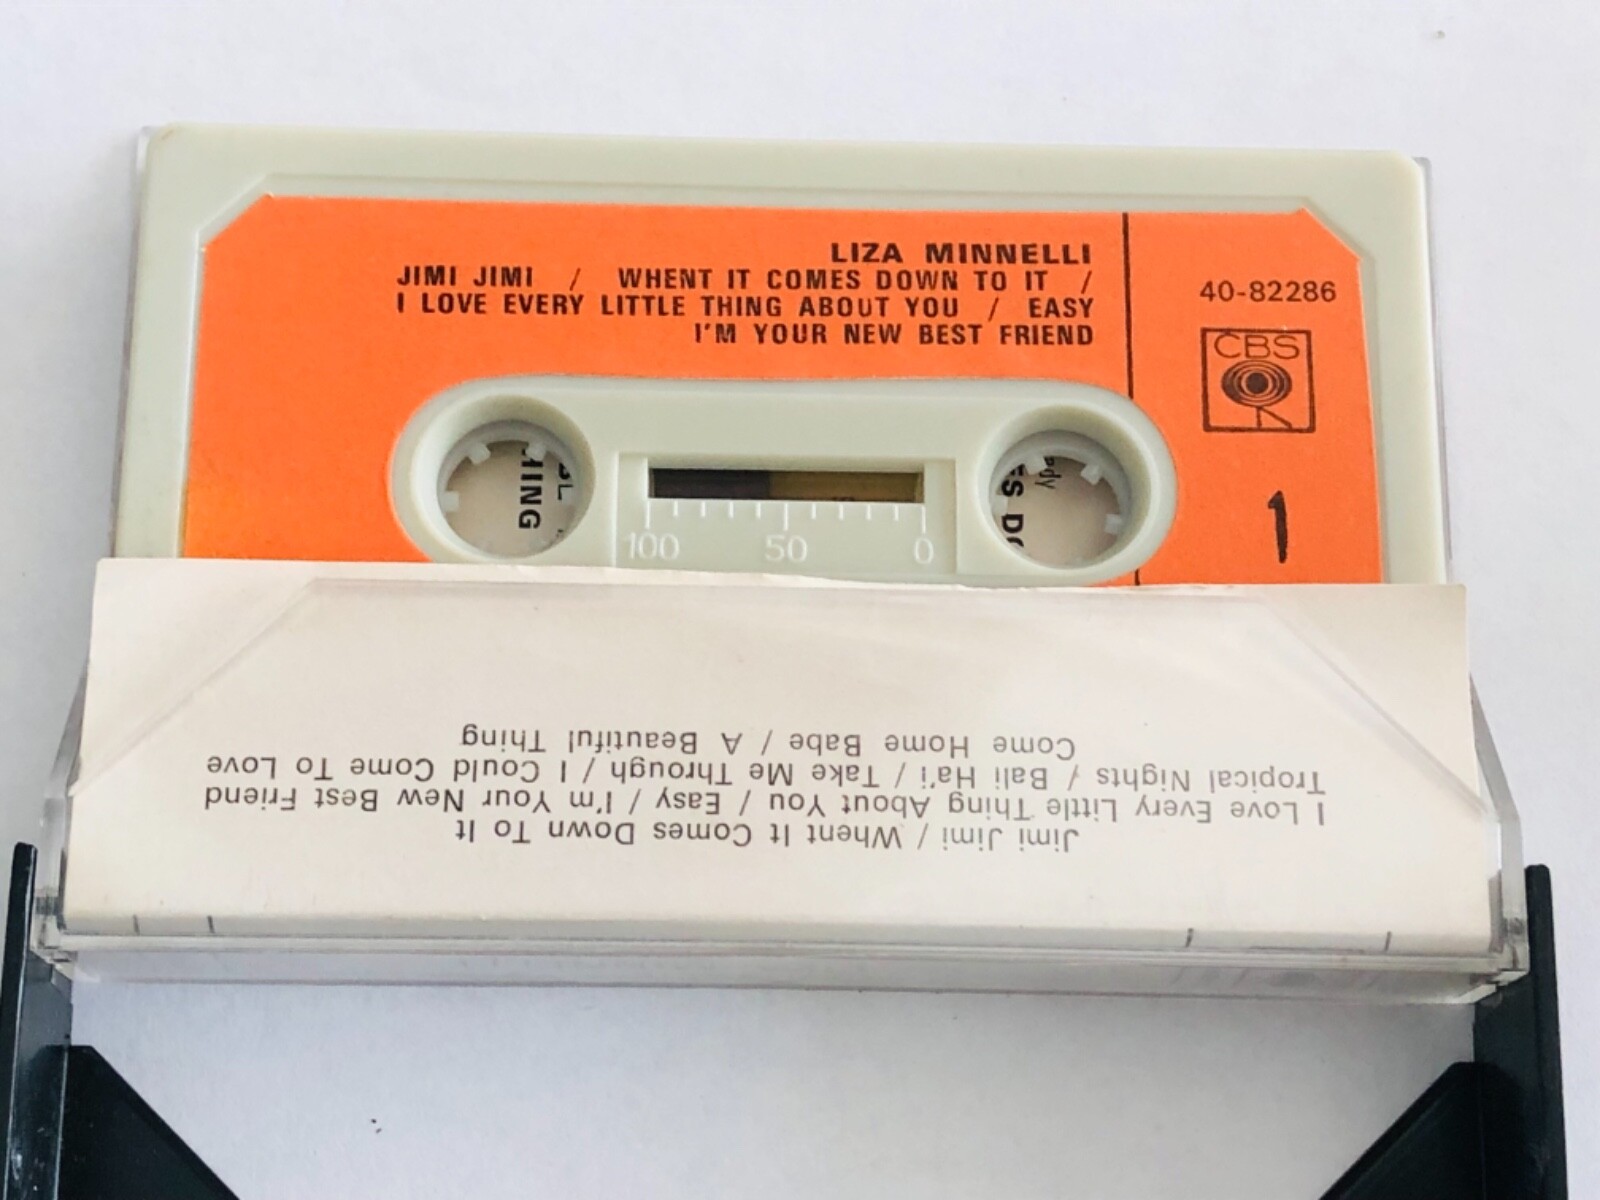 LIZA MINNELLI
JIMI JIMI / WHENT IT COMES DOWN TO IT /
I LOVE EVERY LITTLE THING ABOUT YOU / EASY
I'M YOUR NEW BEST FRIEND
40-82286
CBS
HING
ES DO
100 50 0
1
Jimi Jimi / Whent It Comes Down To It
I Love Every Little Thing About You / Easy / I'm Your New Best Friend
Tropical Nights / Bali Ha'i / Take Me Through / I Could Come To Love
Come Home Babe / A Beautiful Thing